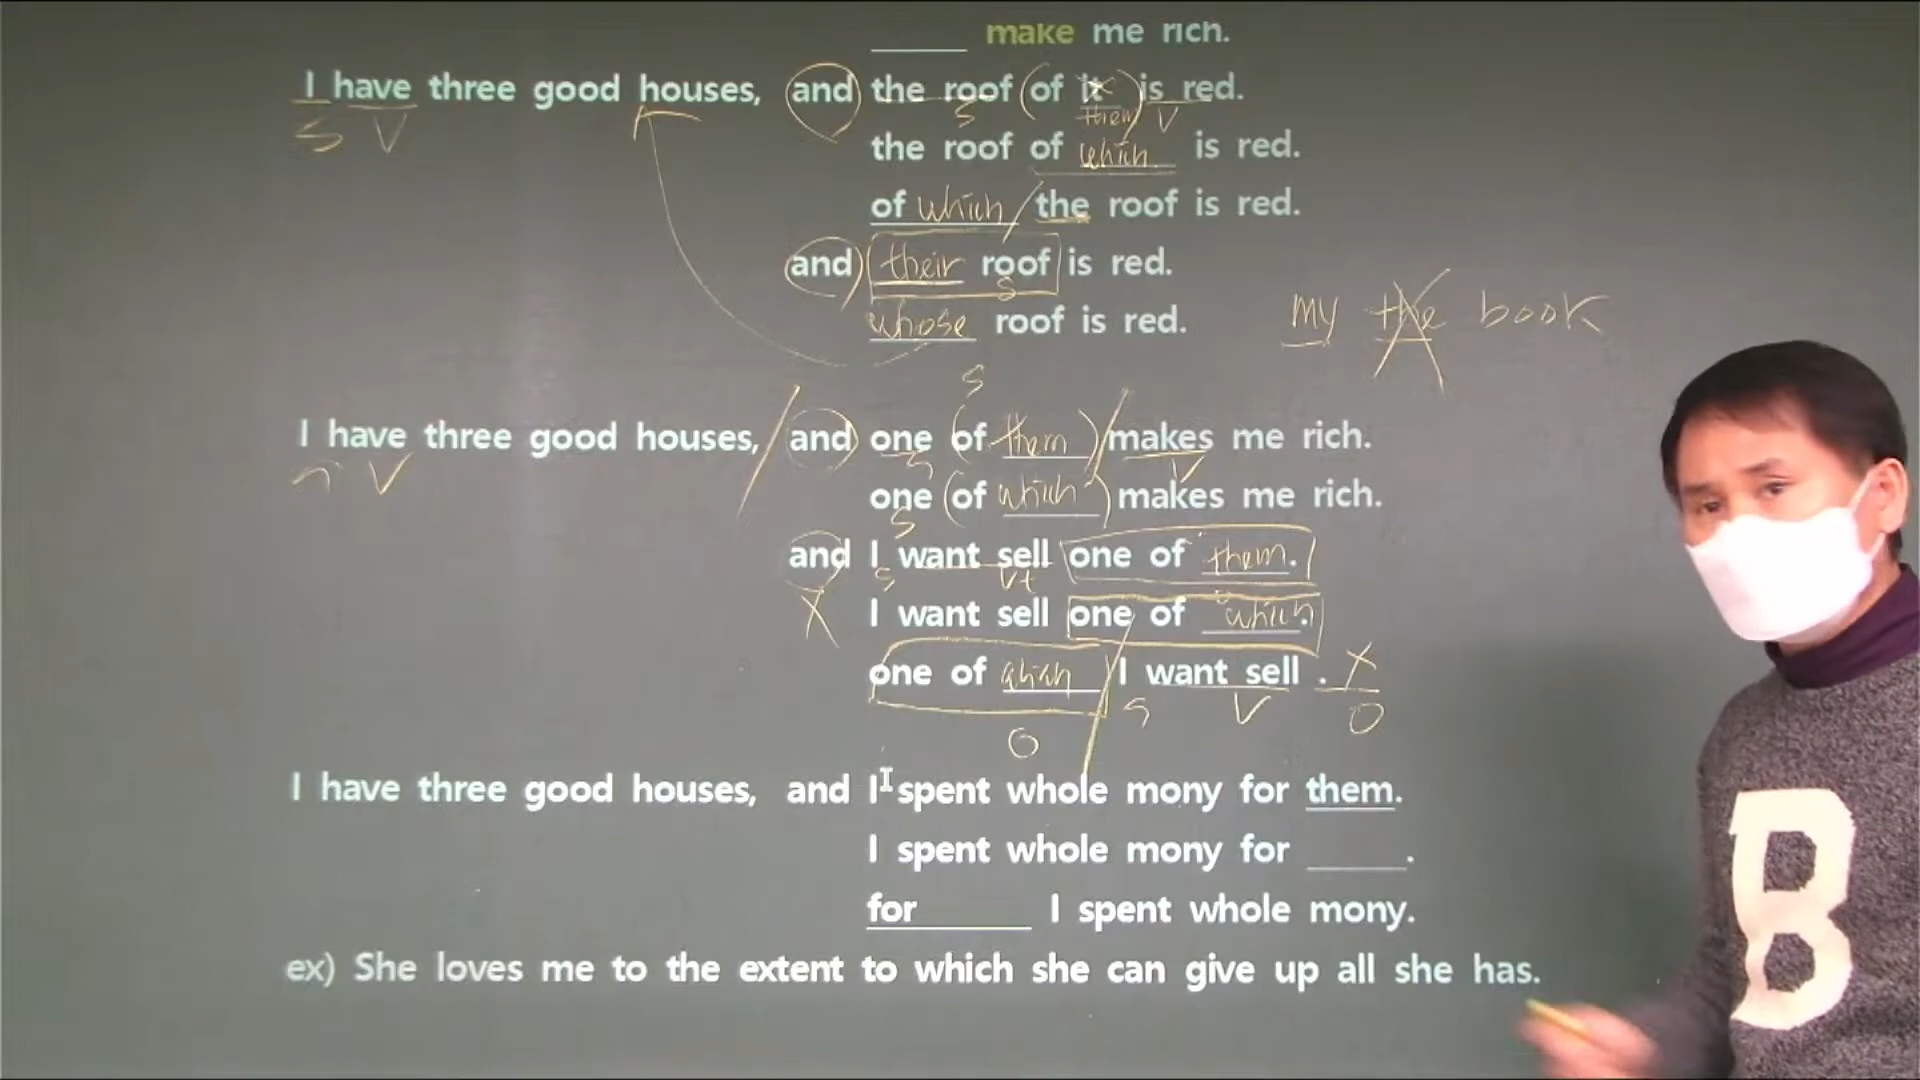 ____ make me rich.
I have three good houses, and the roof of it is red.
S V S them V
the roof of which is red.
of which / the roof is red.
and their roof is red.
S
whose roof is red.
my the book
S
I have three good houses, / and one of them / makes me rich.
V S V
one of which makes me rich.
S
and I want sell one of them.
S Vt
X I want sell one of which.
one of which I want sell . X
S V O
O
I have three good houses, and I spent whole mony for them.
I spent whole mony for ____.
for ____ I spent whole mony.
ex) She loves me to the extent to which she can give up all she has.
B